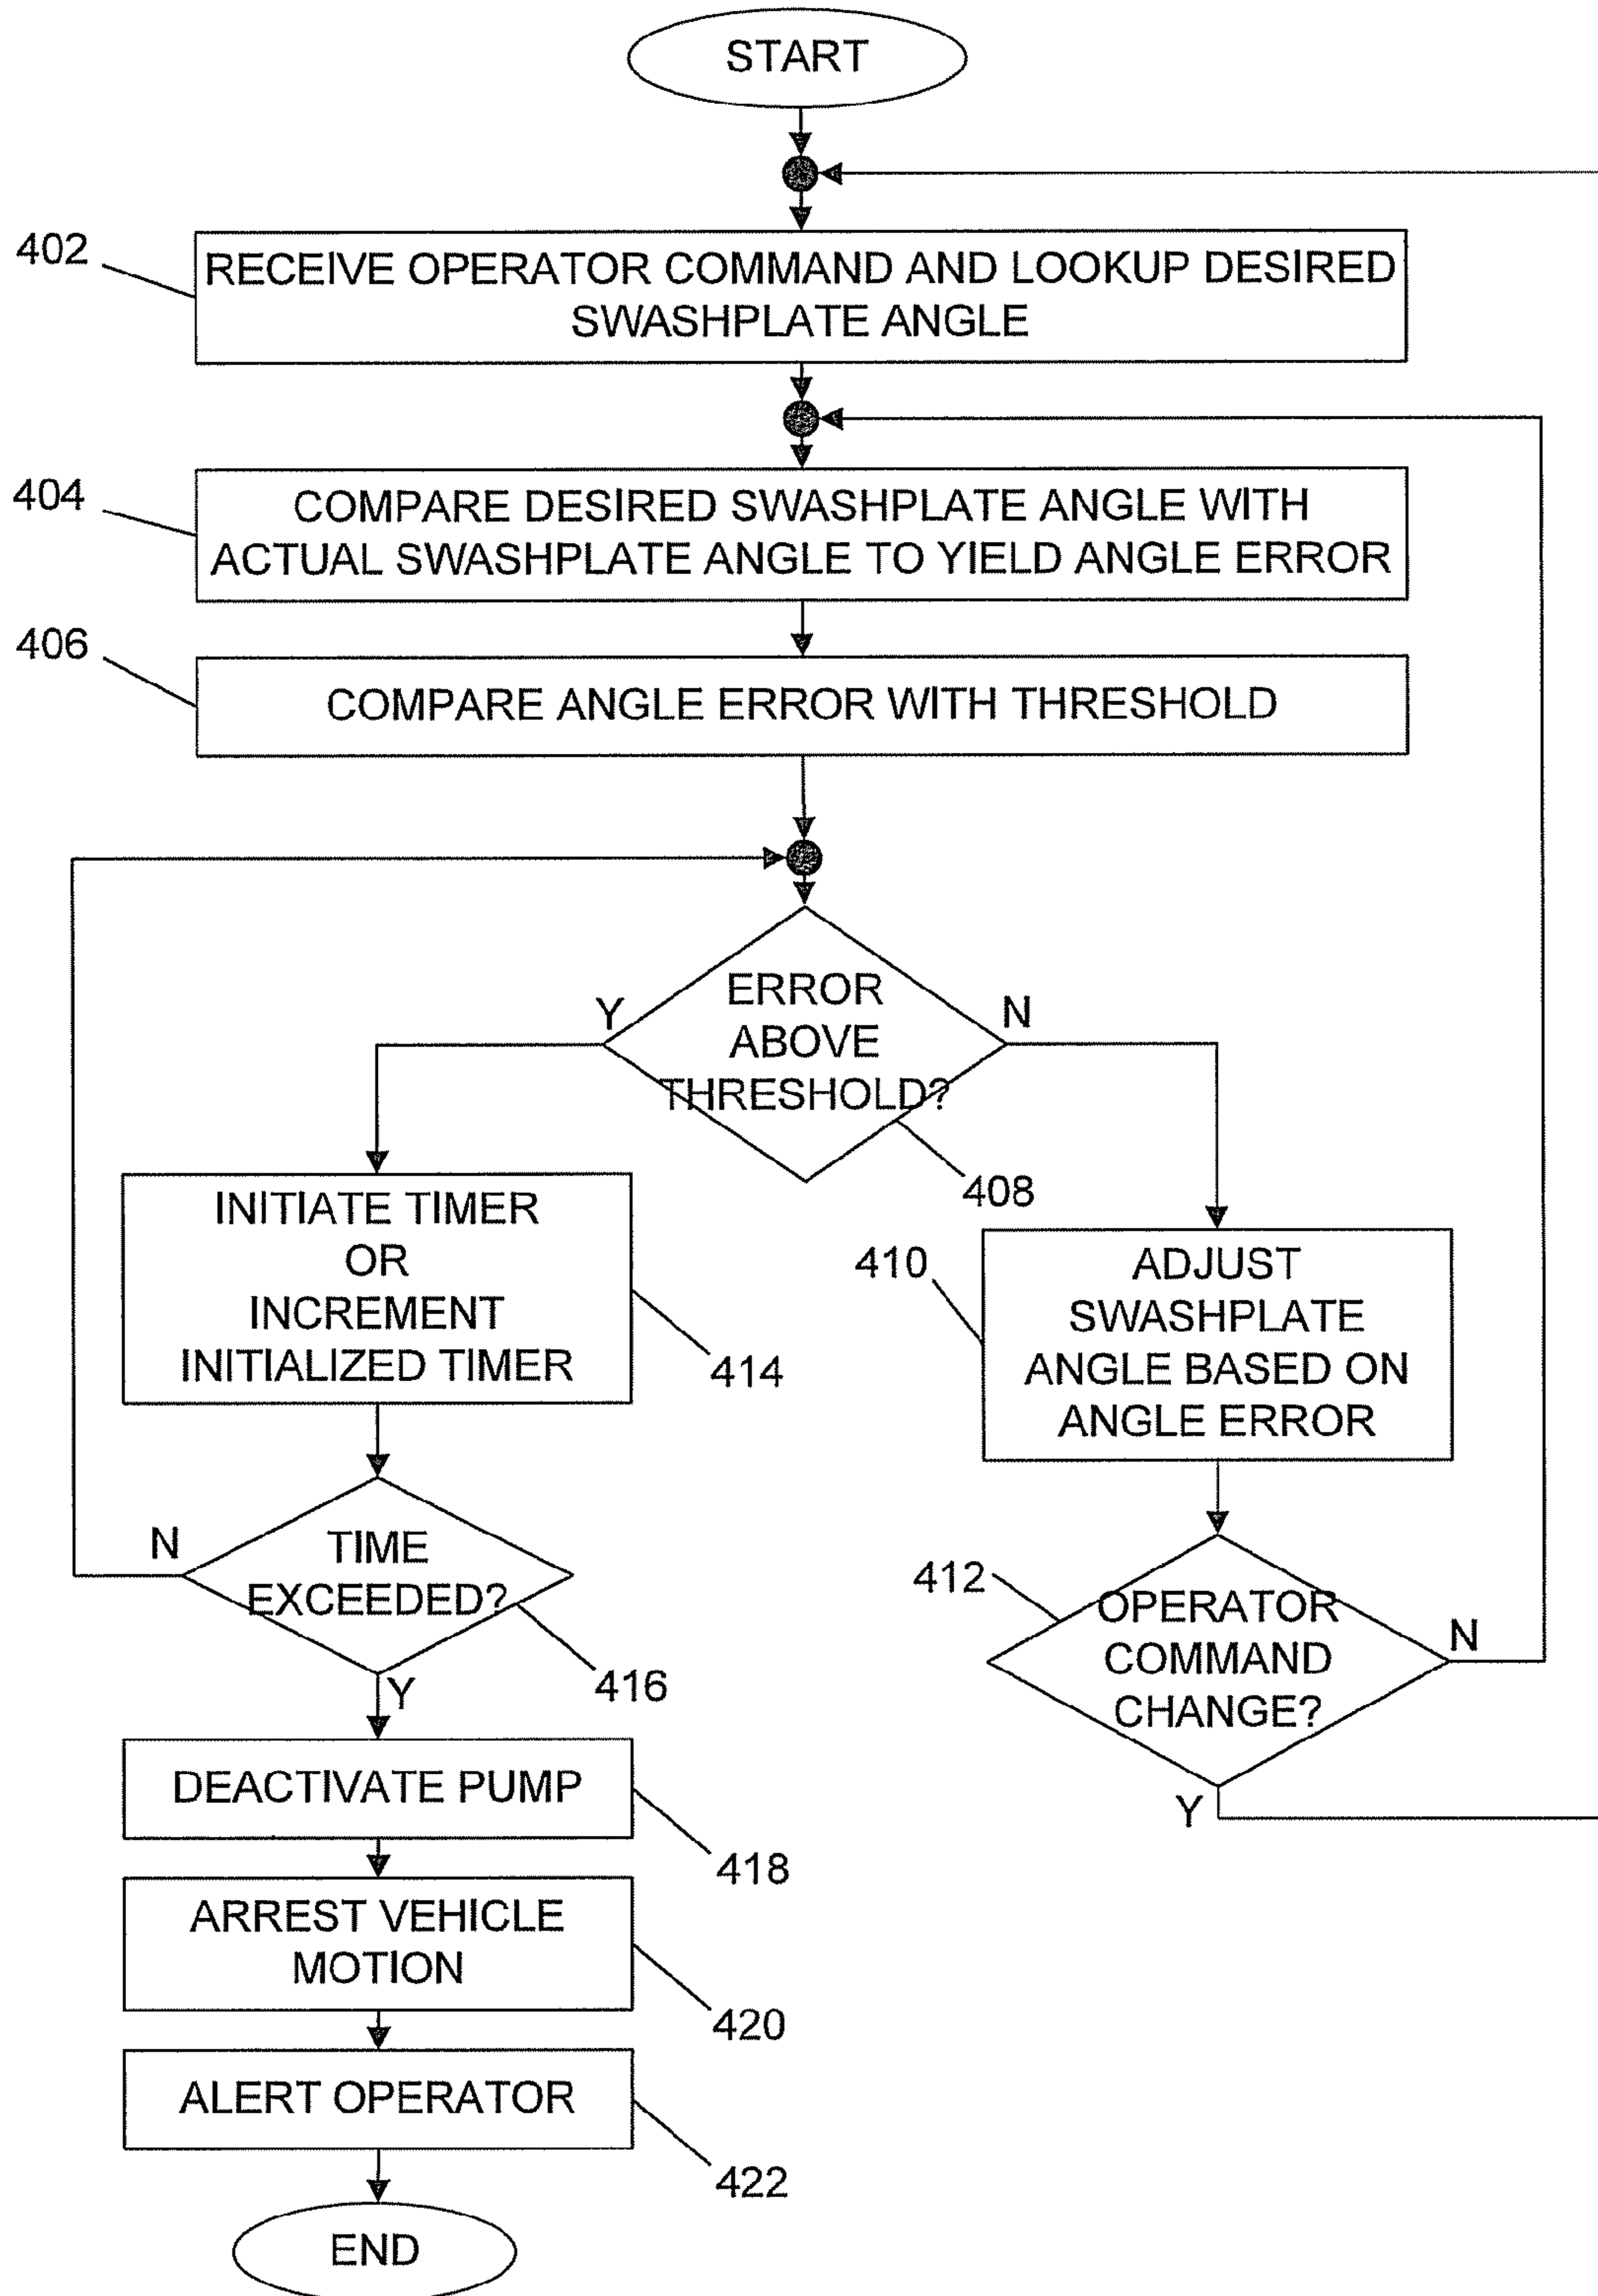 START
402
RECEIVE OPERATOR COMMAND AND LOOKUP DESIRED
SWASHPLATE ANGLE
404
COMPARE DESIRED SWASHPLATE ANGLE WITH
ACTUAL SWASHPLATE ANGLE TO YIELD ANGLE ERROR
406
COMPARE ANGLE ERROR WITH THRESHOLD
ERROR
ABOVE
THRESHOLD?
Y
N
408
INITIATE TIMER
OR
INCREMENT
INITIALIZED TIMER
414
410
ADJUST
SWASHPLATE
ANGLE BASED ON
ANGLE ERROR
N
TIME
EXCEEDED?
416
Y
412
OPERATOR
COMMAND
CHANGE?
N
Y
DEACTIVATE PUMP
418
ARREST VEHICLE
MOTION
420
ALERT OPERATOR
422
END